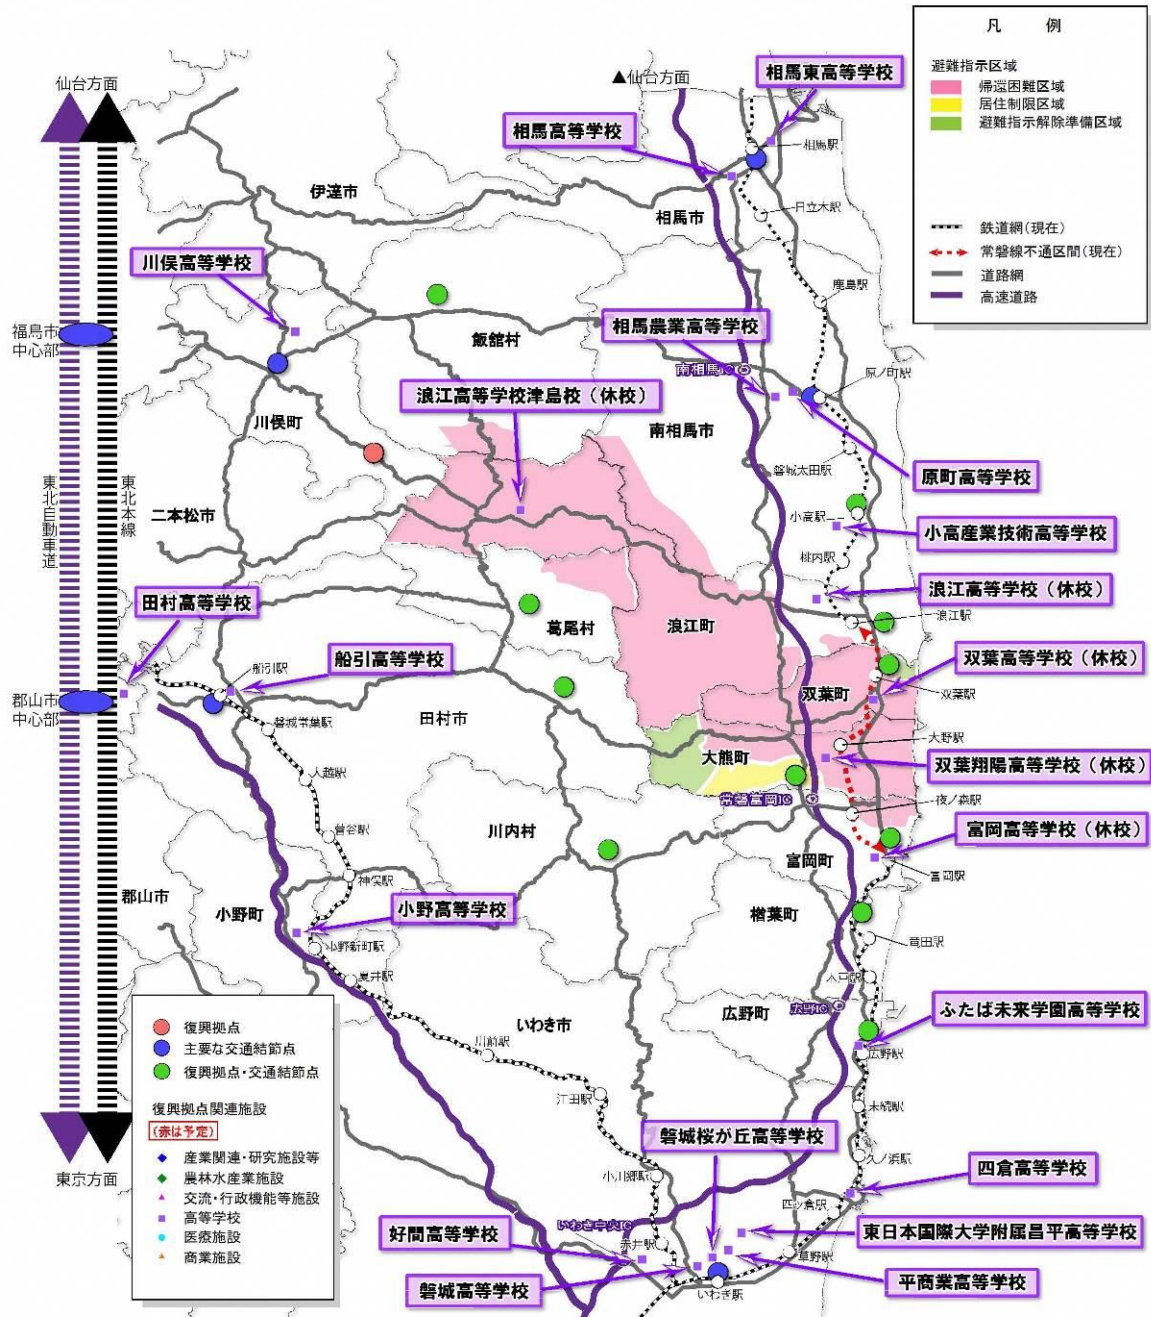 凡 例
避難指示区域
帰還困難区域
居住制限区域
避難指示解除準備区域
鉄道網(現在)
常磐線不通区間(現在)
道路網
高速道路
仙台方面
▲仙台方面
相馬東高等学校
相馬高等学校
相馬駅
伊達市
日立木駅
相馬市
川俣高等学校
鹿島駅
福島市
中心部
飯舘村
相馬農業高等学校
南相馬IC
原ノ町駅
浪江高等学校津島校（休校）
川俣町
南相馬市
磐城太田駅
原町高等学校
東北自動車道
東北本線
二本松市
小高駅
小高産業技術高等学校
桃内駅
田村高等学校
浪江高等学校（休校）
葛尾村
浪江町
浪江駅
船引駅
船引高等学校
双葉高等学校（休校）
双葉町
双葉駅
郡山市
中心部
田村市
磐城常葉駅
大野駅
大熊町
双葉翔陽高等学校（休校）
大越駅
常磐富岡IC
夜ノ森駅
菅谷駅
川内村
富岡高等学校（休校）
富岡町
富岡駅
神俣駅
郡山市
小野町
小野高等学校
楢葉町
竜田駅
小野新町駅
夏井駅
木戸駅
広野町
広野IC
ふたば未来学園高等学校
いわき市
広野駅
川前駅
江田駅
末続駅
磐城桜が丘高等学校
久ノ浜駅
四倉高等学校
小川郷駅
四ッ倉駅
いわき中央IC
好間高等学校
赤井駅
東日本国際大学附属昌平高等学校
草野駅
磐城高等学校
いわき駅
平商業高等学校
東京方面
復興拠点
主要な交通結節点
復興拠点・交通結節点
復興拠点関連施設
(赤は予定)
産業関連・研究施設等
農林水産業施設
交流・行政機能等施設
高等学校
医療施設
商業施設